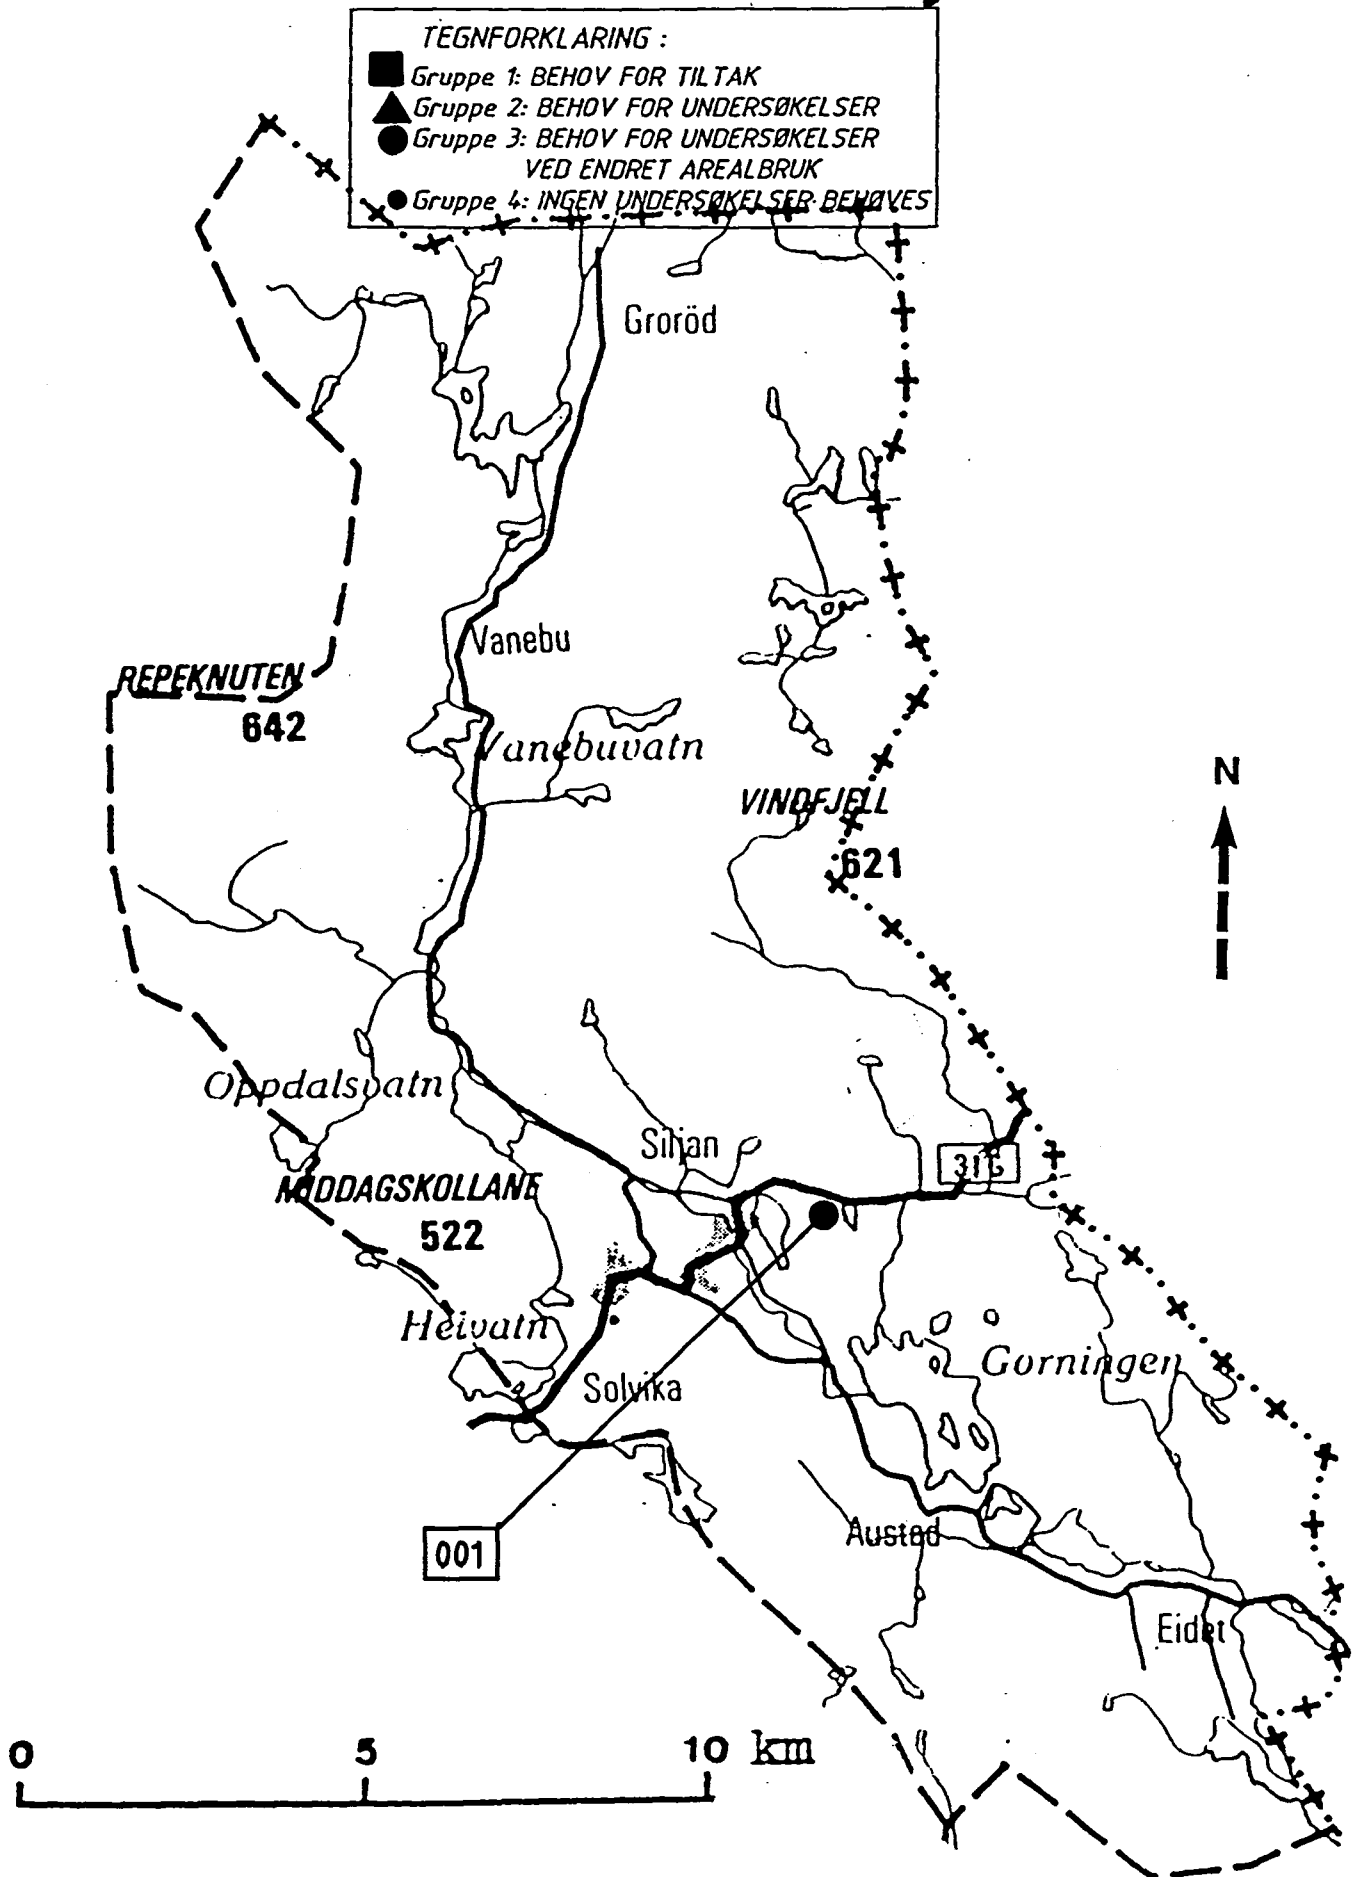 TEGNFORKLARING :
Gruppe 1: BEHOV FOR TILTAK
Gruppe 2: BEHOV FOR UNDERSØKELSER
Gruppe 3: BEHOV FOR UNDERSØKELSER
VED ENDRET AREALBRUK
Gruppe 4: INGEN UNDERSØKELSER BEHØVES
Groröd
Vanebu
REPEKNUTEN
642
Vanebuvatn
N
VINDFJELL
621
Oppdalsvatn
Siljan
MIDDAGSKOLLANE
522
Heivatn
Gorningen
Solvika
001
Austad
Eidet
0 5 10 km